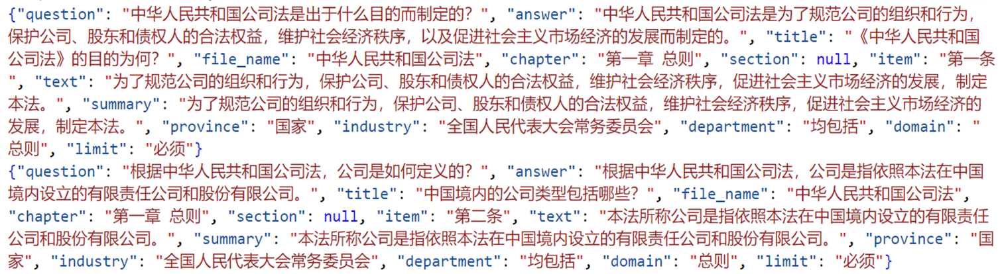 {"question": "中华人民共和国公司法是出于什么目的而制定的？", "answer": "中华人民共和国公司法是为了规范公司的组织和行为，
保护公司、股东和债权人的合法权益，维护社会经济秩序，以及促进社会主义市场经济的发展而制定的。", "title": "《中华人民共和国
公司法》的目的为何？", "file_name": "中华人民共和国公司法", "chapter": "第一章 总则", "section": null, "item": "第一条
", "text": "为了规范公司的组织和行为，保护公司、股东和债权人的合法权益，维护社会经济秩序，促进社会主义市场经济的发展，制定
本法。", "summary": "为了规范公司的组织和行为，保护公司、股东和债权人的合法权益，维护社会经济秩序，促进社会主义市场经济的
发展，制定本法。", "province": "国家", "industry": "全国人民代表大会常务委员会", "department": "均包括", "domain": "
总则", "limit": "必须"}
{"question": "根据中华人民共和国公司法，公司是如何定义的？", "answer": "根据中华人民共和国公司法，公司是指依照本法在中国
境内设立的有限责任公司和股份有限公司。", "title": "中国境内的公司类型包括哪些？", "file_name": "中华人民共和国公司法",
"chapter": "第一章 总则", "section": null, "item": "第二条", "text": "本法所称公司是指依照本法在中国境内设立的有限责任
公司和股份有限公司。", "summary": "本法所称公司是指依照本法在中国境内设立的有限责任公司和股份有限公司。", "province": "国
家", "industry": "全国人民代表大会常务委员会", "department": "均包括", "domain": "总则", "limit": "必须"}